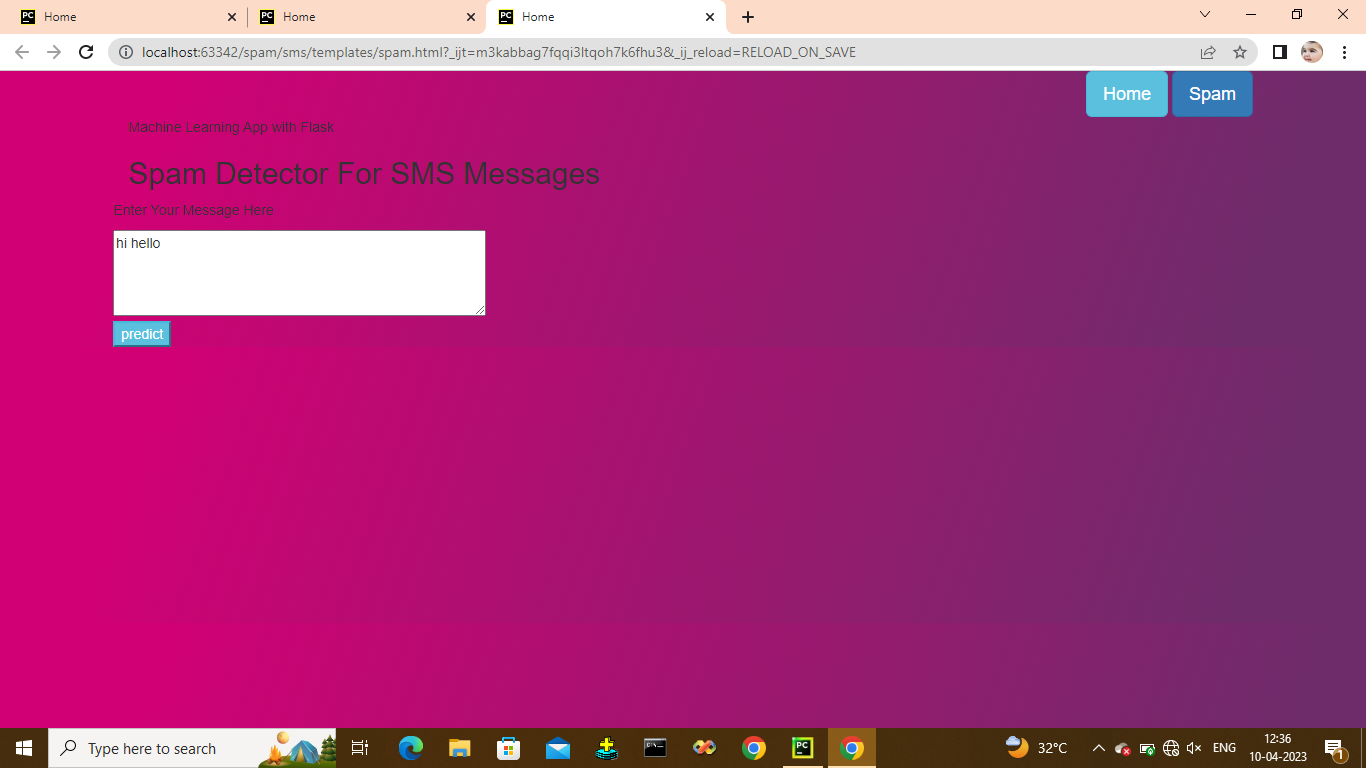 Home
Home
Home
localhost:63342/spam/sms/templates/spam.html?_ijt=m3kabbag7fqqi3ltqoh7k6fhu3&_ij_reload=RELOAD_ON_SAVE
Home Spam
Machine Learning App with Flask
Spam Detector For SMS Messages
Enter Your Message Here
hi hello
predict
Type here to search
32°C
ENG
12:36
10-04-2023
1